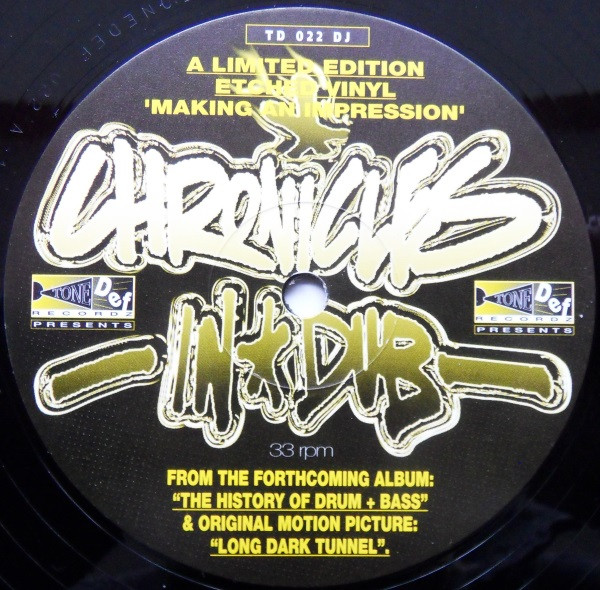 TD 022 DJ
A LIMITED EDITION
ETCHED VINYL
'MAKING AN IMPRESSION'
CHRONICLES
TONE Def
RECORDZ
PRESENTS
TONE Def
RECORDZ
PRESENTS
IN DUB
33 rpm
FROM THE FORTHCOMING ALBUM:
"THE HISTORY OF DRUM + BASS"
& ORIGINAL MOTION PICTURE:
"LONG DARK TUNNEL".